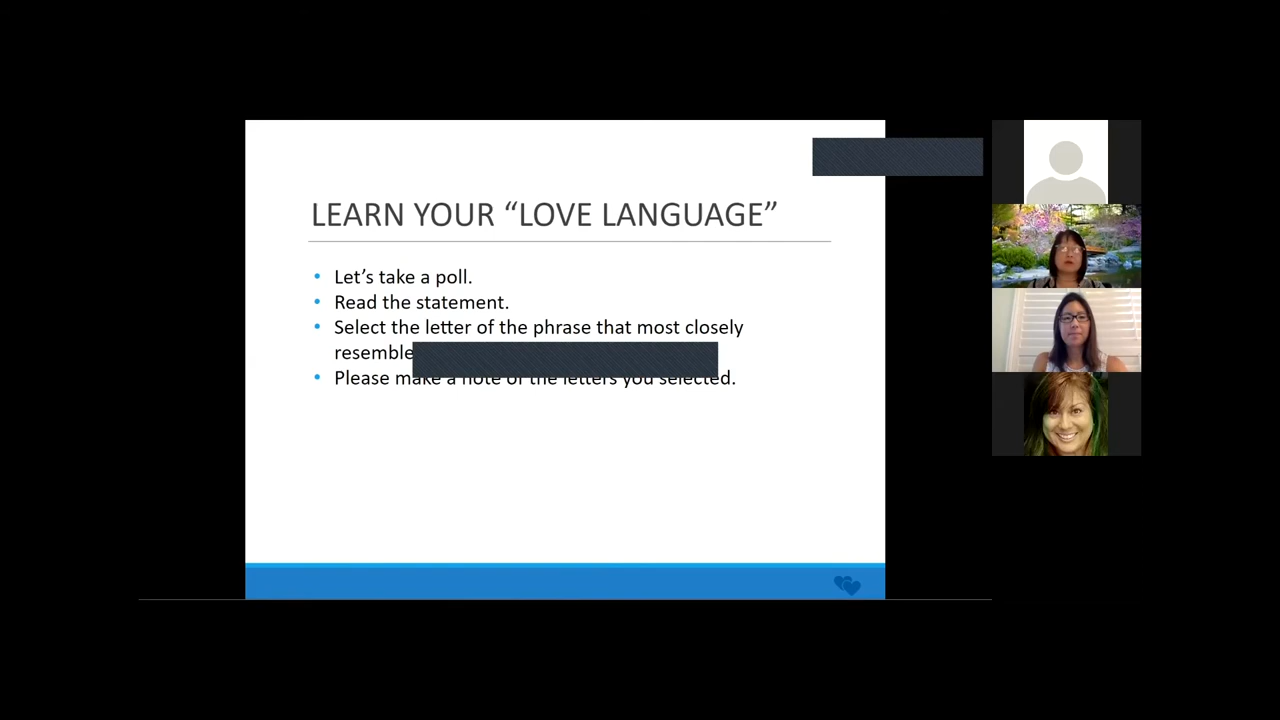 LEARN YOUR “LOVE LANGUAGE”
Let’s take a poll.
Read the statement.
Select the letter of the phrase that most closely
resemble
Please make a note of the letters you selected.